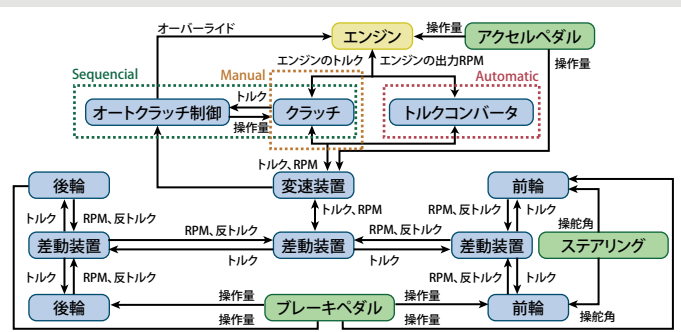 オーバーライド
エンジン
操作量
アクセルペダル
エンジンのトルク
エンジンの出力RPM
操作量
Sequencial
Manual
Automatic
オートクラッチ制御
トルク
操作量
クラッチ
トルクコンバータ
トルク、RPM
後輪
変速装置
前輪
トルク
RPM、反トルク
トルク、RPM
RPM、反トルク
トルク
操舵角
差動装置
RPM、反トルク
トルク
差動装置
RPM、反トルク
トルク
差動装置
ステアリング
トルク
RPM、反トルク
RPM、反トルク
トルク
後輪
操作量
操作量
ブレーキペダル
操作量
操作量
前輪
操舵角